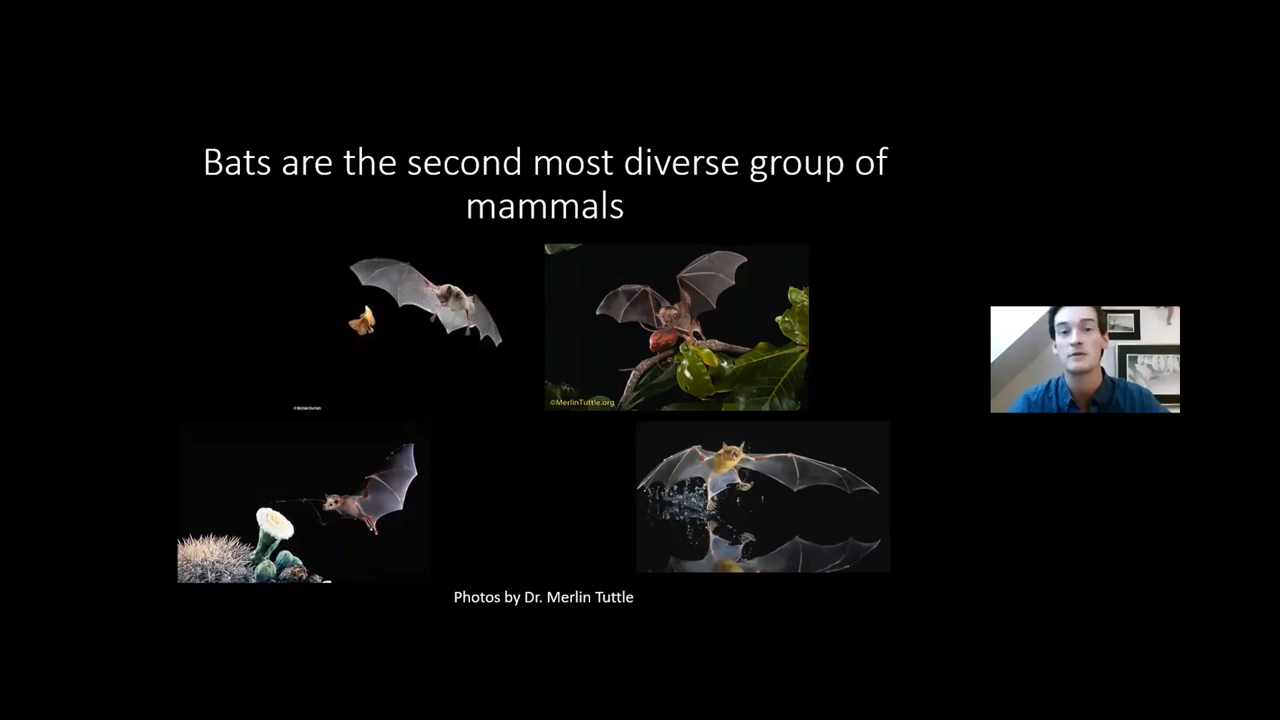 Bats are the second most diverse group of
mammals
©MerlinTuttle.org
Photos by Dr. Merlin Tuttle